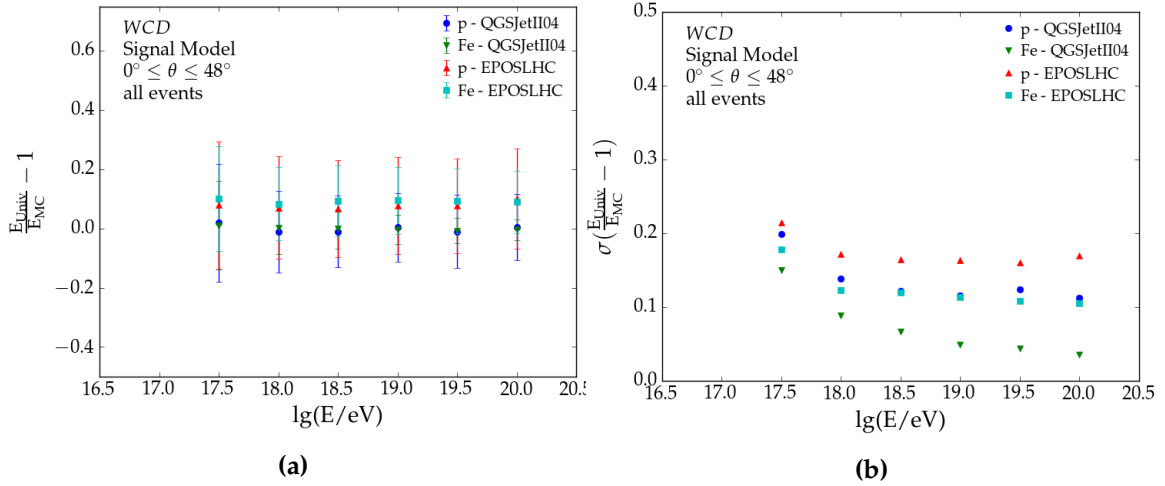 WCD
Signal Model
0° ≤ θ ≤ 48°
all events
p - QGSJetII04
Fe - QGSJetII04
p - EPOSLHC
Fe - EPOSLHC
0.6
0.4
0.2
0.0
−0.2
−0.4
E_Univ/E_MC − 1
16.5 17.0 17.5 18.0 18.5 19.0 19.5 20.0 20.5
lg(E/eV)
(a)
WCD
Signal Model
0° ≤ θ ≤ 48°
all events
p - QGSJetII04
Fe - QGSJetII04
p - EPOSLHC
Fe - EPOSLHC
0.5
0.4
0.3
0.2
0.1
0.0
σ(E_Univ/E_MC − 1)
16.5 17.0 17.5 18.0 18.5 19.0 19.5 20.0 20.5
lg(E/eV)
(b)